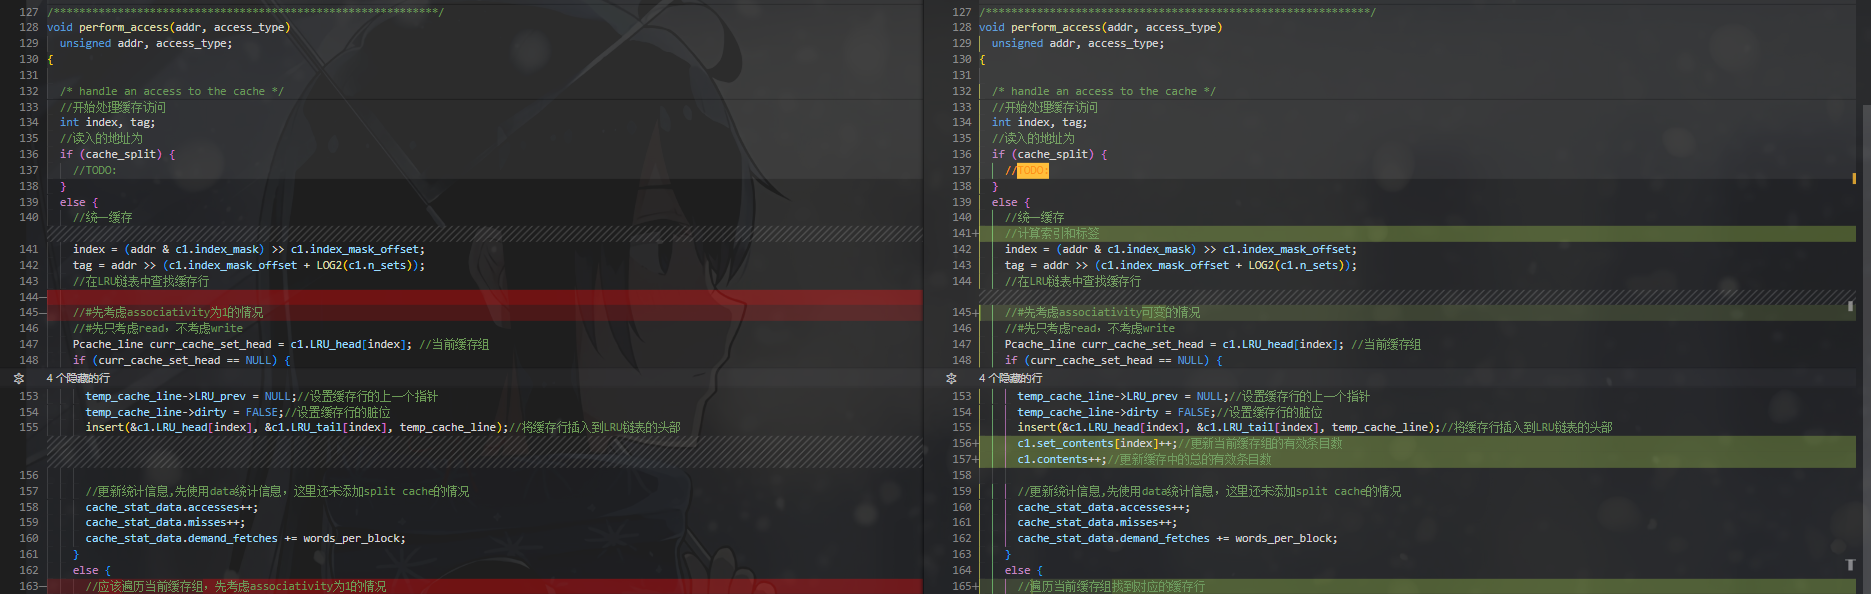 127 /************************************************************/
128 void perform_access(addr, access_type)
129   unsigned addr, access_type;
130 {
131
132   /* handle an access to the cache */
133   //开始处理缓存访问
134   int index, tag;
135   //读入的地址为
136   if (cache_split) {
137     //TODO:
138   }
139   else {
140     //统一缓存
141     index = (addr & c1.index_mask) >> c1.index_mask_offset;
142     tag = addr >> (c1.index_mask_offset + LOG2(c1.n_sets));
143     //在LRU链表中查找缓存行
144—
145—     //#先考虑associativity为1的情况
146     //#先只考虑read，不考虑write
147     Pcache_line curr_cache_set_head = c1.LRU_head[index]; //当前缓存组
148     if (curr_cache_set_head == NULL) {
4 个隐藏的行
153       temp_cache_line->LRU_prev = NULL;//设置缓存行的上一个指针
154       temp_cache_line->dirty = FALSE;//设置缓存行的脏位
155       insert(&c1.LRU_head[index], &c1.LRU_tail[index], temp_cache_line);//将缓存行插入到LRU链表的头部
156
157       //更新统计信息,先使用data统计信息，这里还未添加split cache的情况
158       cache_stat_data.accesses++;
159       cache_stat_data.misses++;
160       cache_stat_data.demand_fetches += words_per_block;
161     }
162     else {
163—       //应该遍历当前缓存组，先考虑associativity为1的情况
127 /************************************************************/
128 void perform_access(addr, access_type)
129   unsigned addr, access_type;
130 {
131
132   /* handle an access to the cache */
133   //开始处理缓存访问
134   int index, tag;
135   //读入的地址为
136   if (cache_split) {
137     //TODO:
138   }
139   else {
140     //统一缓存
141+     //计算索引和标签
142     index = (addr & c1.index_mask) >> c1.index_mask_offset;
143     tag = addr >> (c1.index_mask_offset + LOG2(c1.n_sets));
144     //在LRU链表中查找缓存行
145+     //#先考虑associativity可变的情况
146     //#先只考虑read，不考虑write
147     Pcache_line curr_cache_set_head = c1.LRU_head[index]; //当前缓存组
148     if (curr_cache_set_head == NULL) {
4 个隐藏的行
153       temp_cache_line->LRU_prev = NULL;//设置缓存行的上一个指针
154       temp_cache_line->dirty = FALSE;//设置缓存行的脏位
155       insert(&c1.LRU_head[index], &c1.LRU_tail[index], temp_cache_line);//将缓存行插入到LRU链表的头部
156+       c1.set_contents[index]++;//更新当前缓存组的有效条目数
157+       c1.contents++;//更新缓存中的总的有效条目数
158
159       //更新统计信息,先使用data统计信息，这里还未添加split cache的情况
160       cache_stat_data.accesses++;
161       cache_stat_data.misses++;
162       cache_stat_data.demand_fetches += words_per_block;
163     }
164     else {
165+       //遍历当前缓存组找到对应的缓存行